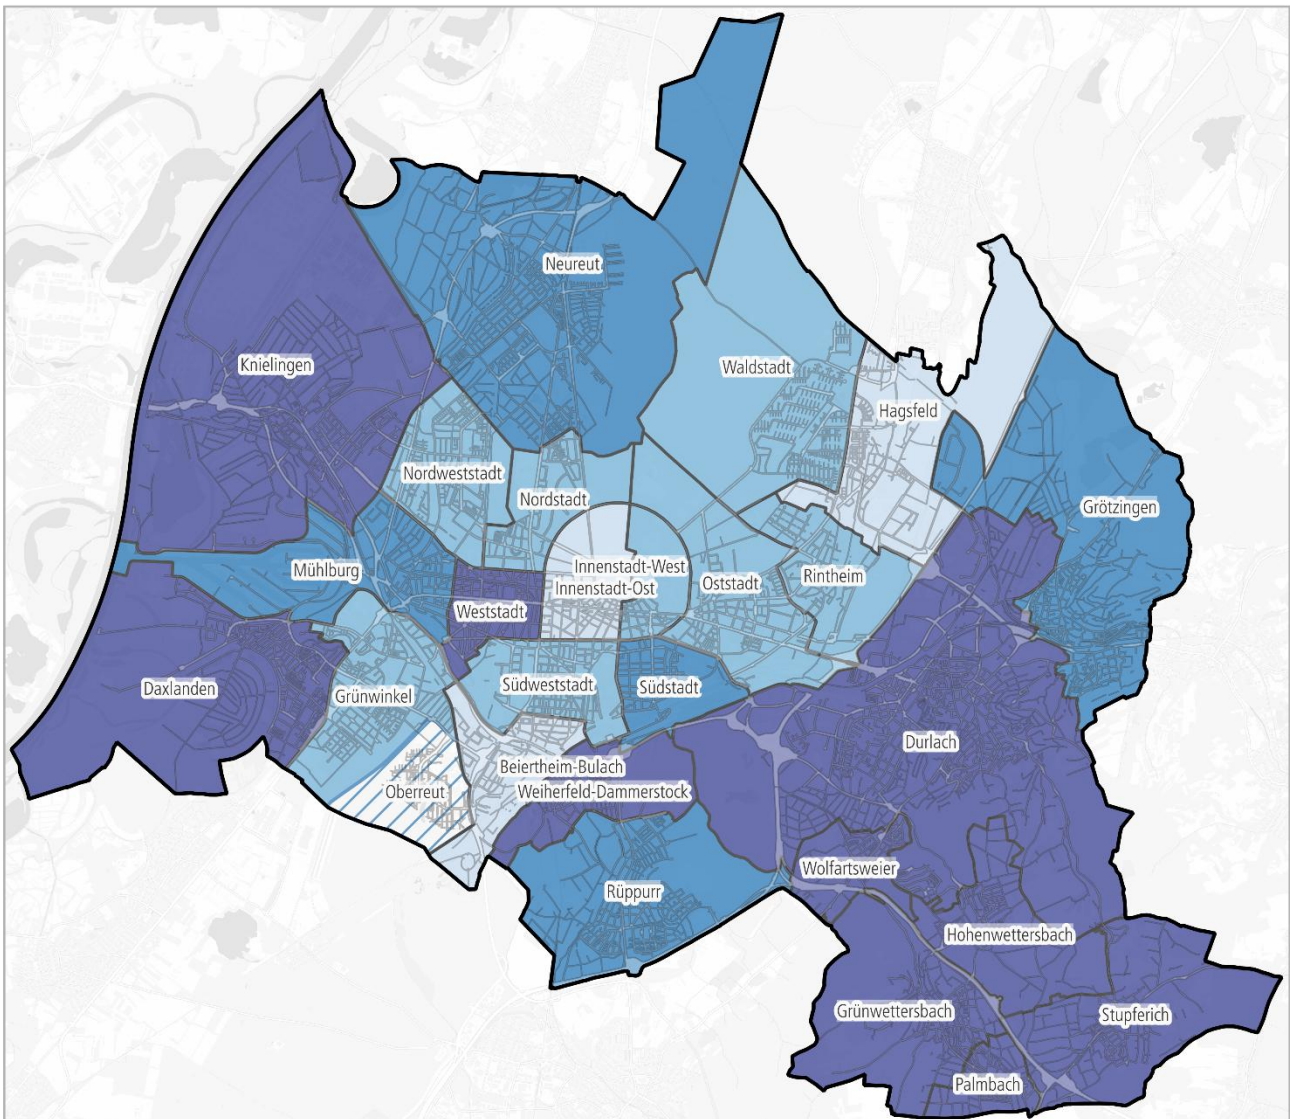 Neureut
Knielingen
Waldstadt
Hagsfeld
Nordweststadt
Nordstadt
Grötzingen
Mühlburg
Innenstadt-West
Innenstadt-Ost
Oststadt
Rintheim
Weststadt
Daxlanden
Grünwinkel
Südweststadt
Südstadt
Durlach
Beiertheim-Bulach
Weiherfeld-Dammerstock
Oberreut
Wolfartsweier
Rüppurr
Hohenwettersbach
Grünwettersbach
Stupferich
Palmbach